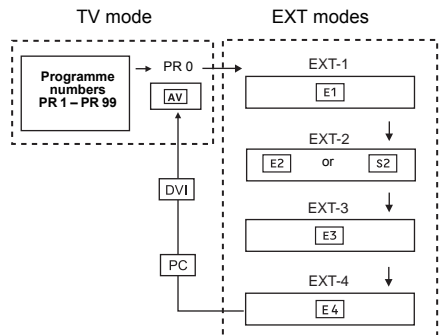 TV mode
EXT modes
Programme
numbers
PR 1 – PR 99
PR 0
AV
EXT-1
E1
EXT-2
E2 or S2
EXT-3
E3
EXT-4
E4
DVI
PC